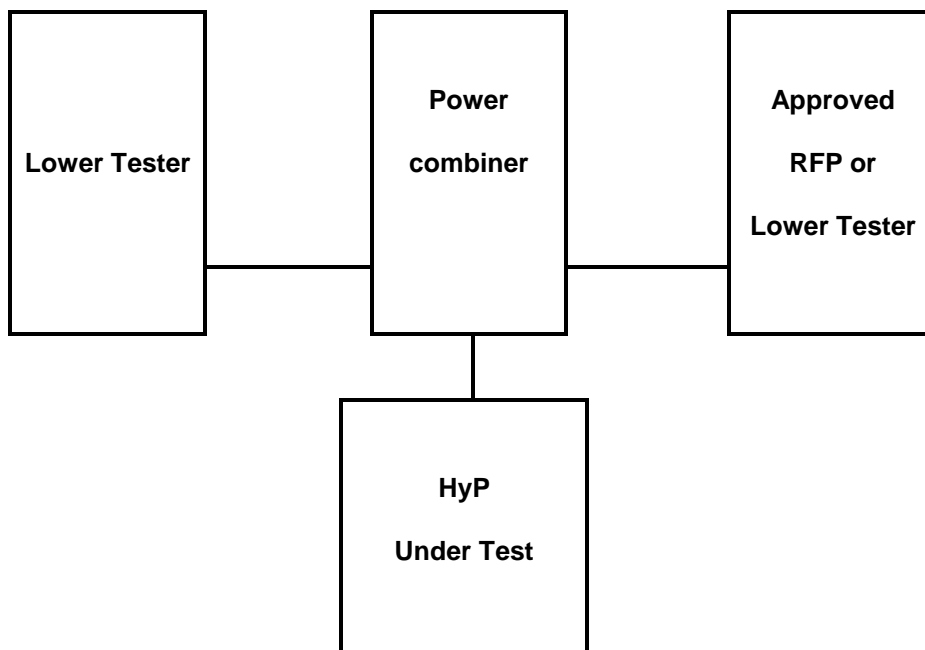 Lower Tester
Power
combiner
Approved
RFP or
Lower Tester
HyP
Under Test